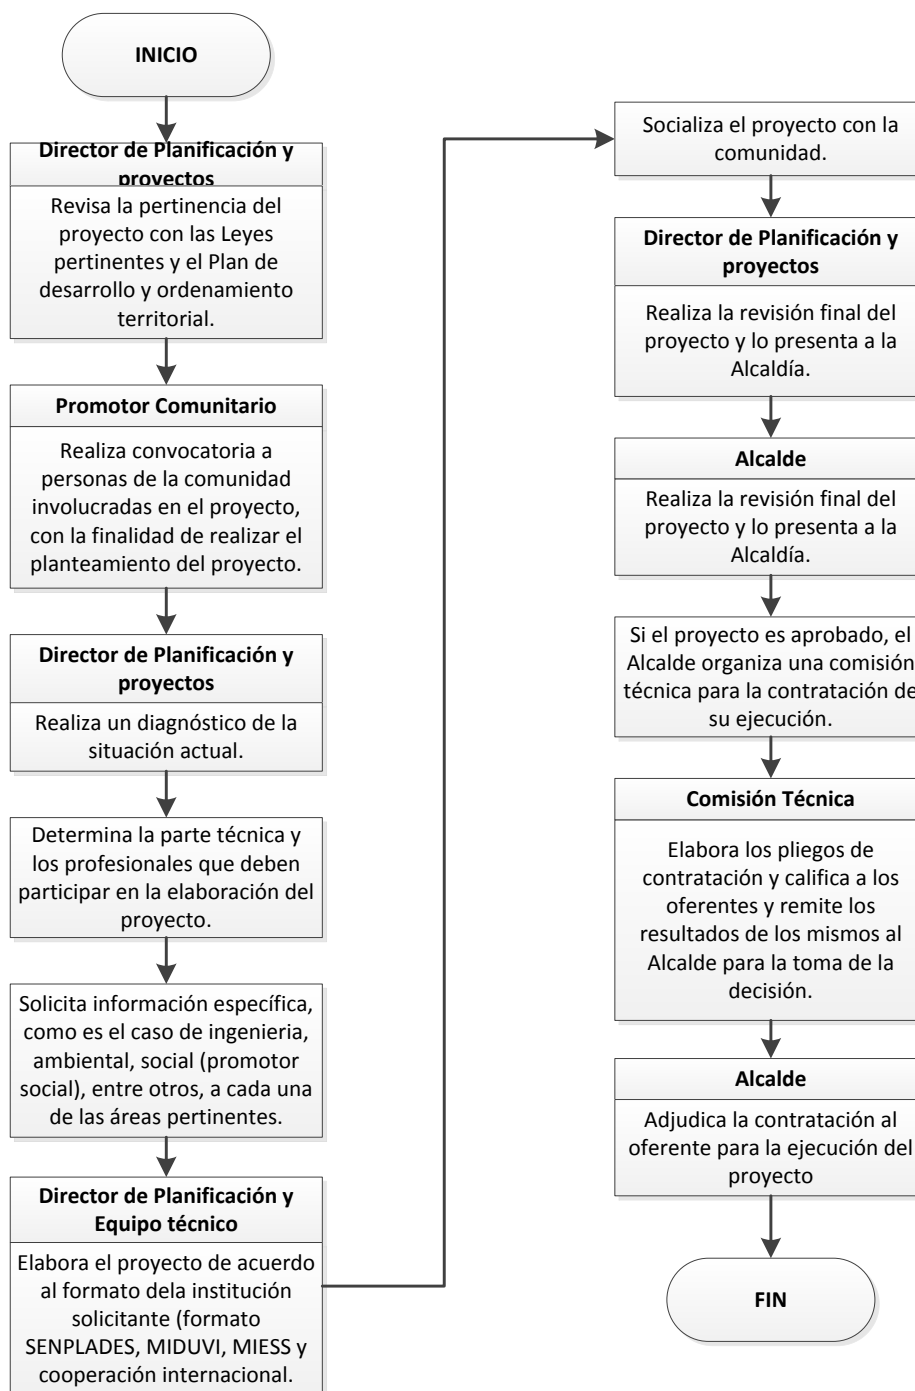 INICIO
Director de Planificación y
proyectos
Revisa la pertinencia del
proyecto con las Leyes
pertinentes y el Plan de
desarrollo y ordenamiento
territorial.
Promotor Comunitario
Realiza convocatoria a
personas de la comunidad
involucradas en el proyecto,
con la finalidad de realizar el
planteamiento del proyecto.
Director de Planificación y
proyectos
Realiza un diagnóstico de la
situación actual.
Determina la parte técnica y
los profesionales que deben
participar en la elaboración del
proyecto.
Solicita información específica,
como es el caso de ingenieria,
ambiental, social (promotor
social), entre otros, a cada una
de las áreas pertinentes.
Director de Planificación y
Equipo técnico
Elabora el proyecto de acuerdo
al formato dela institución
solicitante (formato
SENPLADES, MIDUVI, MIESS y
cooperación internacional.
Socializa el proyecto con la
comunidad.
Director de Planificación y
proyectos
Realiza la revisión final del
proyecto y lo presenta a la
Alcaldía.
Alcalde
Realiza la revisión final del
proyecto y lo presenta a la
Alcaldía.
Si el proyecto es aprobado, el
Alcalde organiza una comisión
técnica para la contratación de
su ejecución.
Comisión Técnica
Elabora los pliegos de
contratación y califica a los
oferentes y remite los
resultados de los mismos al
Alcalde para la toma de la
decisión.
Alcalde
Adjudica la contratación al
oferente para la ejecución del
proyecto
FIN